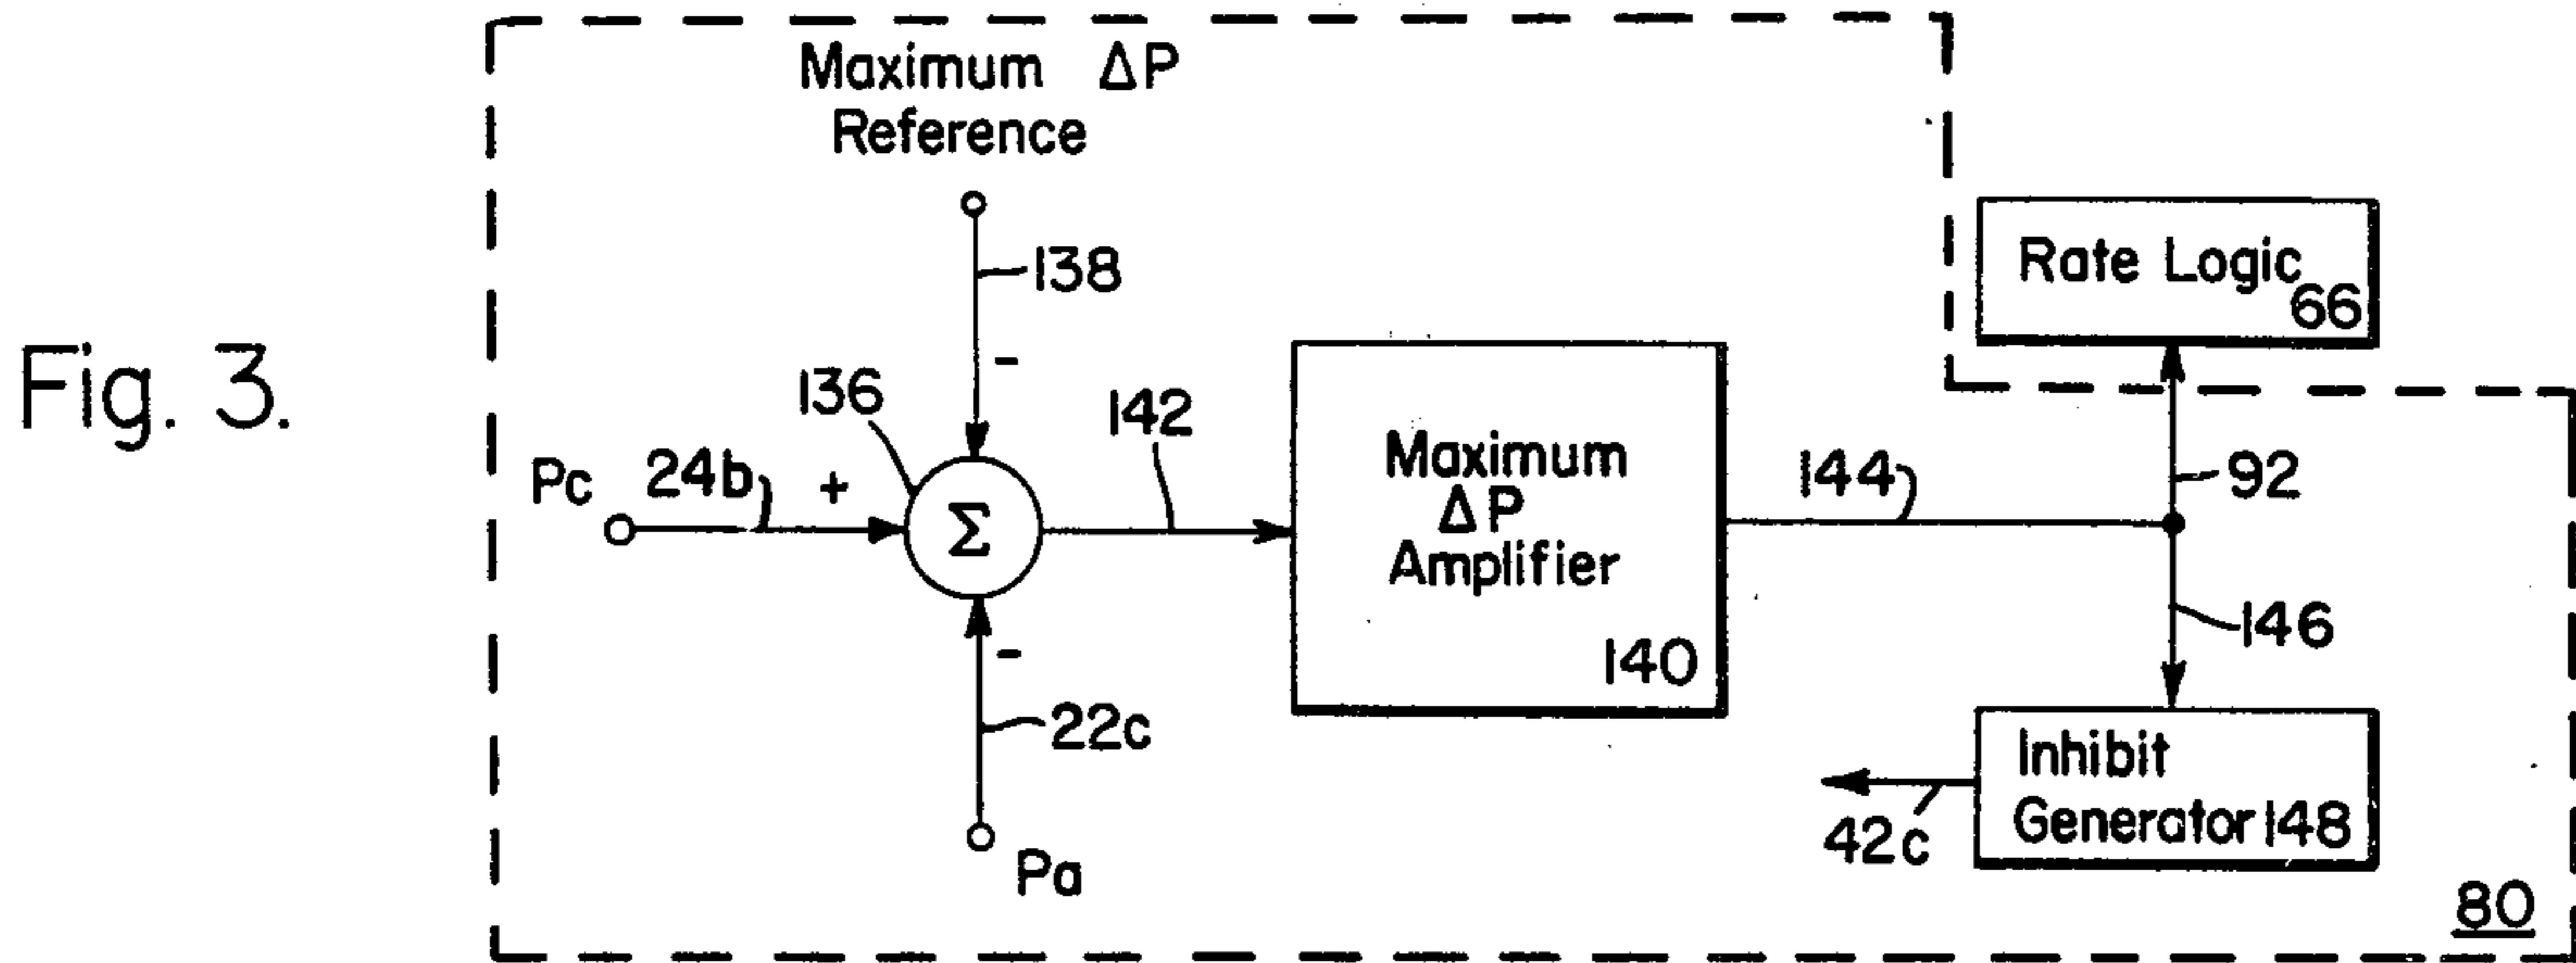 Fig. 3.
Maximum ΔP
Reference
138
-
136
Pc
24b
+
Σ
142
-
22c
Pa
Maximum
ΔP
Amplifier
140
144
Rate Logic
66
92
146
Inhibit
Generator 148
42c
80